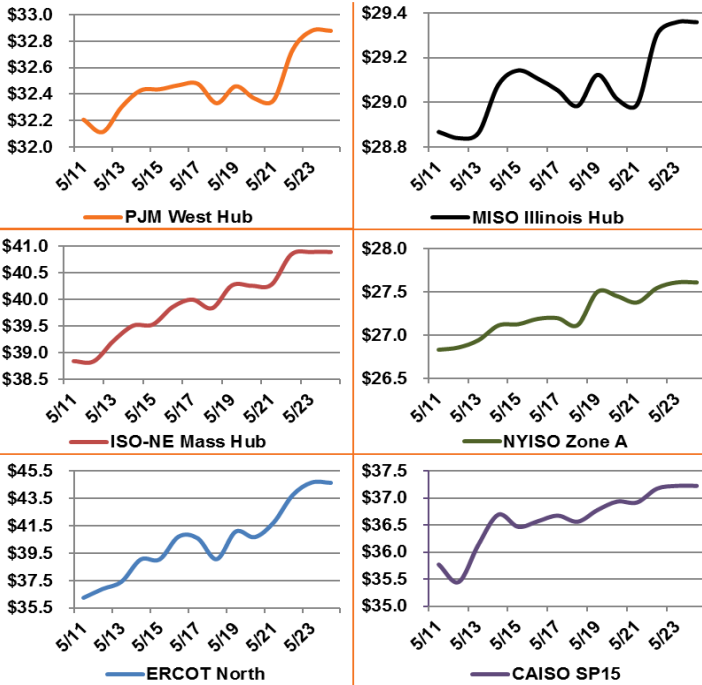 $33.0
$32.8
$32.6
$32.4
$32.2
$32.0
5/11 5/13 5/15 5/17 5/19 5/21 5/23
PJM West Hub
$29.4
$29.2
$29.0
$28.8
5/11 5/13 5/15 5/17 5/19 5/21 5/23
MISO Illinois Hub
$41.0
$40.5
$40.0
$39.5
$39.0
$38.5
5/11 5/13 5/15 5/17 5/19 5/21 5/23
ISO-NE Mass Hub
$28.0
$27.5
$27.0
$26.5
5/11 5/13 5/15 5/17 5/19 5/21 5/23
NYISO Zone A
$45.5
$43.5
$41.5
$39.5
$37.5
$35.5
5/11 5/13 5/15 5/17 5/19 5/21 5/23
ERCOT North
$37.5
$37.0
$36.5
$36.0
$35.5
$35.0
5/11 5/13 5/15 5/17 5/19 5/21 5/23
CAISO SP15